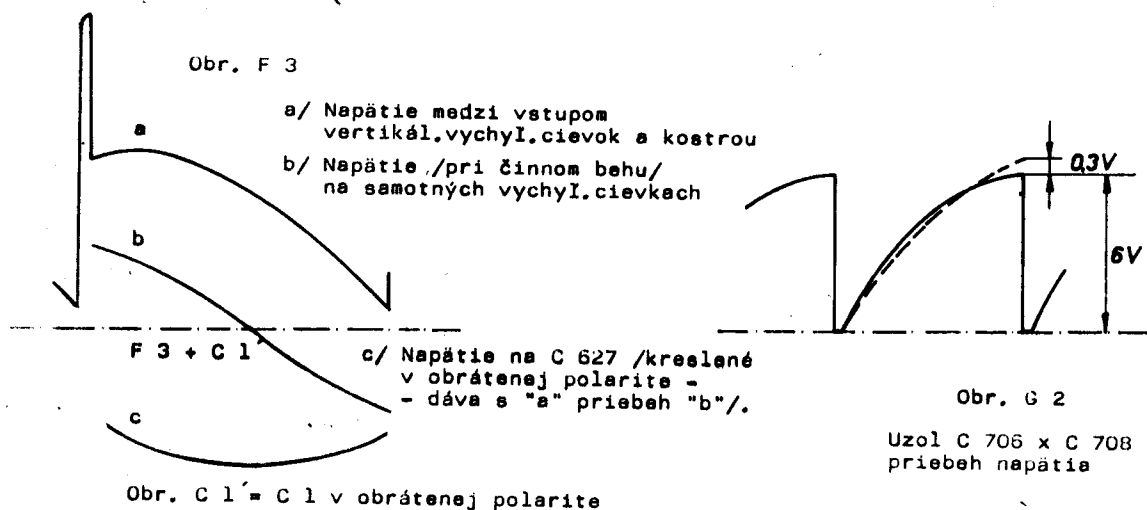 Obr. F 3
a/ Napätie medzi vstupom
vertikál.vychyl.cievok a kostrou
b/ Napätie /pri činnom behu/
na samotných vychyl.cievkach
a
b
F 3 + C 1´
c/ Napätie na C 627 /kreslené
v obrátenej polarite -
- dáva s "a" priebeh "b"/.
c
Obr. C 1´= C 1 v obrátenej polarite
0,3V
6V
Obr. G 2
Uzol C 706 x C 708
priebeh napätia